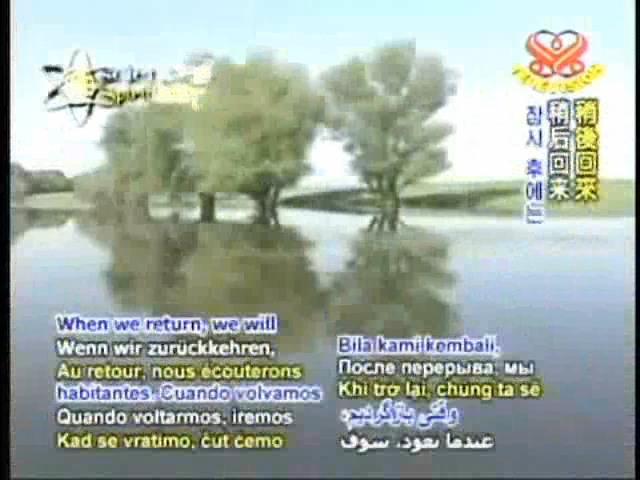 稍後回來
稍后回来
잠시 후에는
When we return, we will
Wenn wir zurückkehren,
Au retour, nous écouterons
habitantes. Cuando volvamos
Quando voltarmos, iremos
Kad se vratimo, čut ćemo
Bila kami kembali,
После перерыва, мы
Khi trở lại, chúng ta sẽ
وقتی بازگردیم،
عندما نعود، سوف